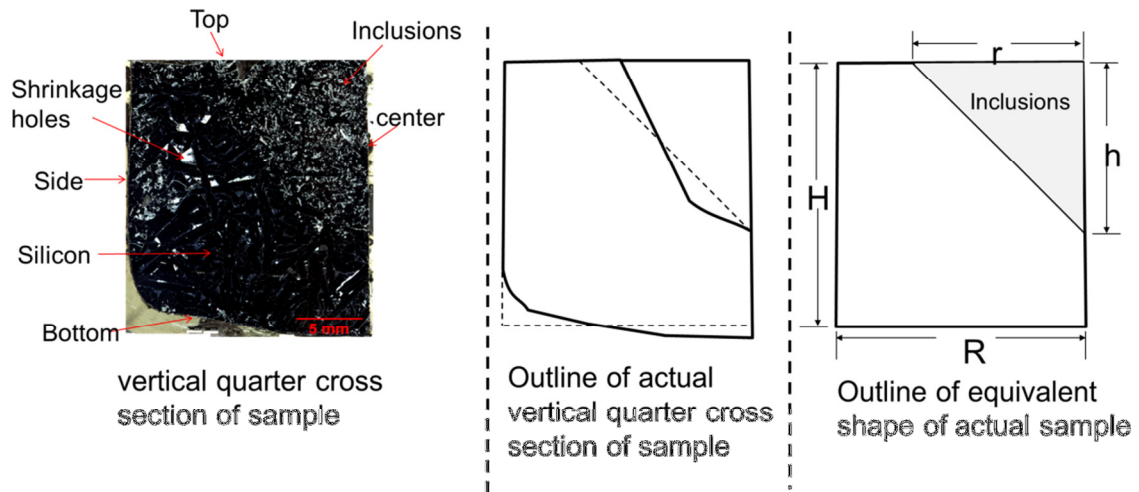 Top
Inclusions
Shrinkage
holes
center
Side
Silicon
Bottom
5 mm
vertical quarter cross
section of sample
Outline of actual
vertical quarter cross
section of sample
r
Inclusions
h
H
R
Outline of equivalent
shape of actual sample